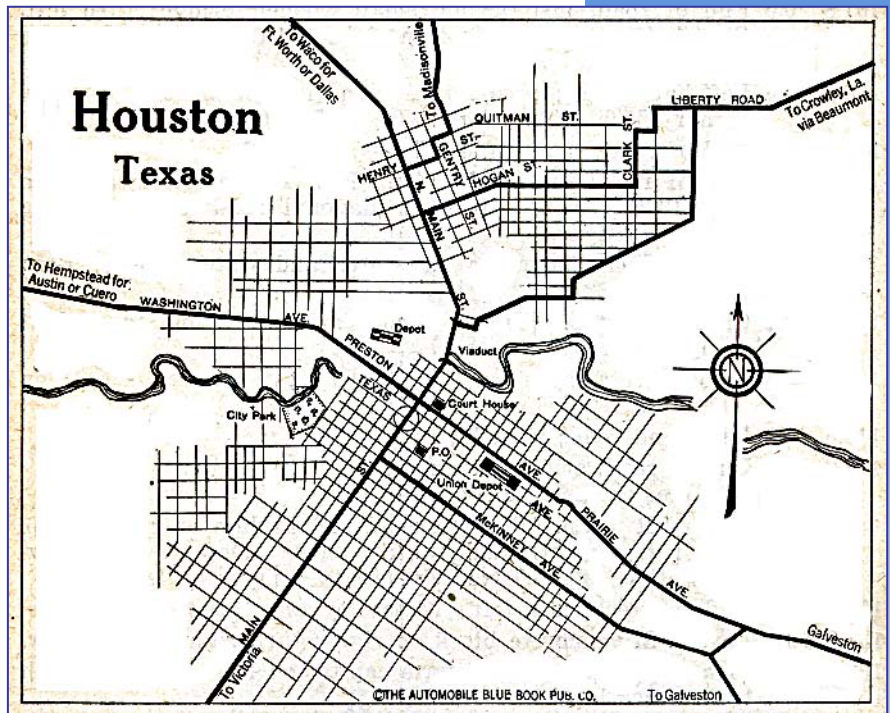 Houston
Texas
To Waco for
Ft. Worth or Dallas
To Madisonville
QUITMAN ST.
LIBERTY ROAD
To Crowley, La.
via Beaumont
CLARK ST.
HENRY ST.
GENTRY ST.
HOGAN ST.
N. MAIN ST.
To Hempstead for
Austin or Cuero
WASHINGTON AVE.
Depot
PRESTON AVE.
Viaduct
TEXAS AVE.
City Park
Court House
P.O.
Union Depot
N
McKINNEY AVE.
PRAIRIE AVE.
MAIN ST.
To Victoria
Galveston
To Galveston
©THE AUTOMOBILE BLUE BOOK PUB. CO.